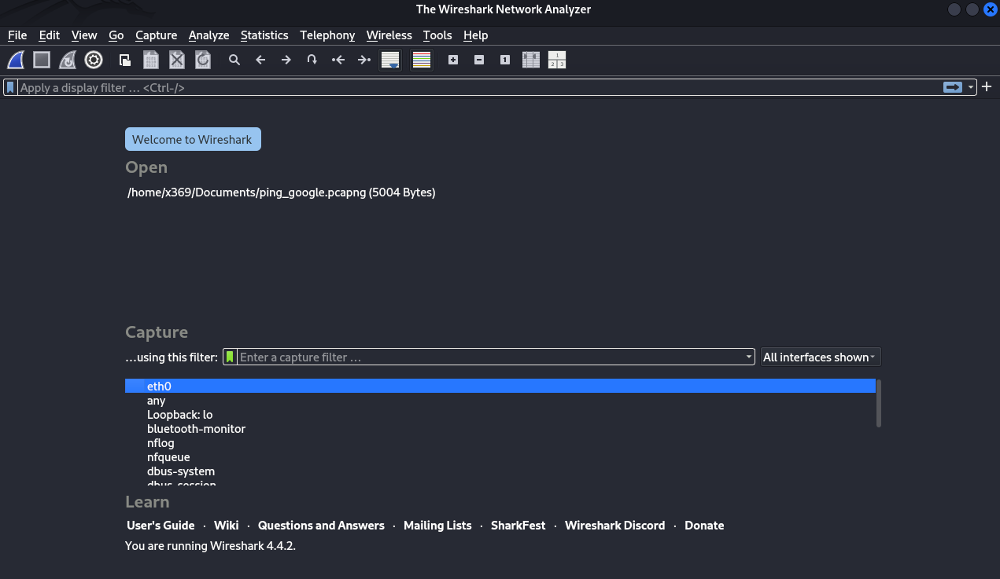 The Wireshark Network Analyzer
File Edit View Go Capture Analyze Statistics Telephony Wireless Tools Help
Apply a display filter … <Ctrl-/>
Welcome to Wireshark
Open
/home/x369/Documents/ping_google.pcapng (5004 Bytes)
Capture
…using this filter: Enter a capture filter … All interfaces shown
eth0
any
Loopback: lo
bluetooth-monitor
nflog
nfqueue
dbus-system
dbus-session
Learn
User's Guide · Wiki · Questions and Answers · Mailing Lists · SharkFest · Wireshark Discord · Donate
You are running Wireshark 4.4.2.